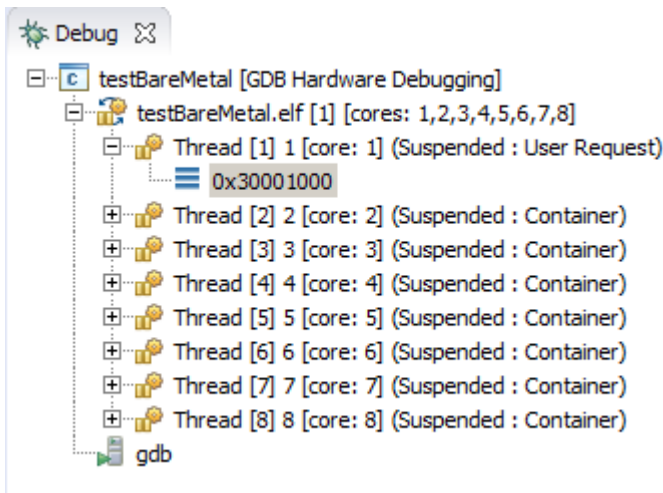 Debug
c testBareMetal [GDB Hardware Debugging]
testBareMetal.elf [1] [cores: 1,2,3,4,5,6,7,8]
Thread [1] 1 [core: 1] (Suspended : User Request)
0x30001000
Thread [2] 2 [core: 2] (Suspended : Container)
Thread [3] 3 [core: 3] (Suspended : Container)
Thread [4] 4 [core: 4] (Suspended : Container)
Thread [5] 5 [core: 5] (Suspended : Container)
Thread [6] 6 [core: 6] (Suspended : Container)
Thread [7] 7 [core: 7] (Suspended : Container)
Thread [8] 8 [core: 8] (Suspended : Container)
gdb